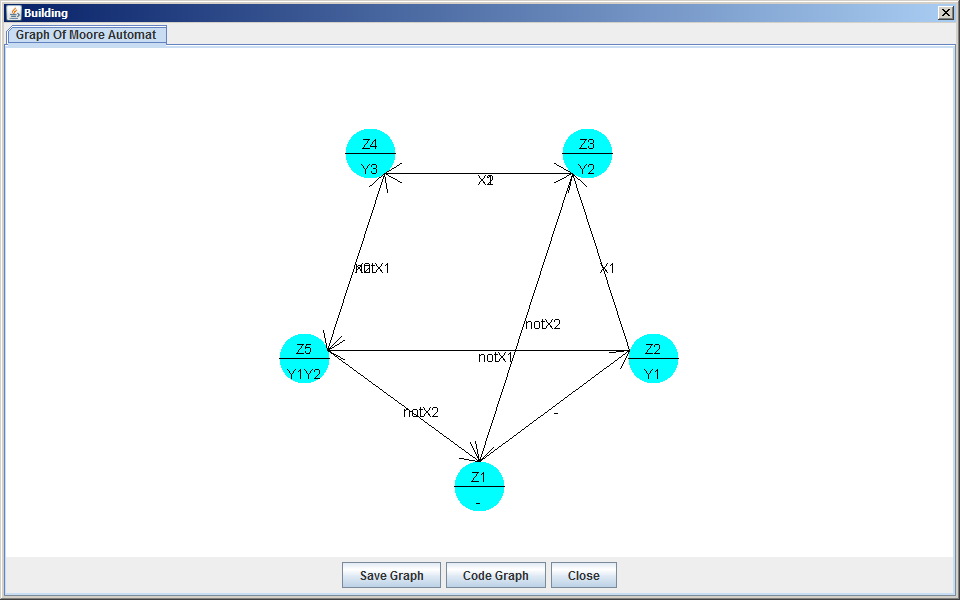 Building
Graph Of Moore Automat
Z4
Y3
Z3
Y2
X1
notX2
Z5
Y1Y2
notX1
Z2
Y1
notX2
-
Z1
-
Save Graph
Code Graph
Close